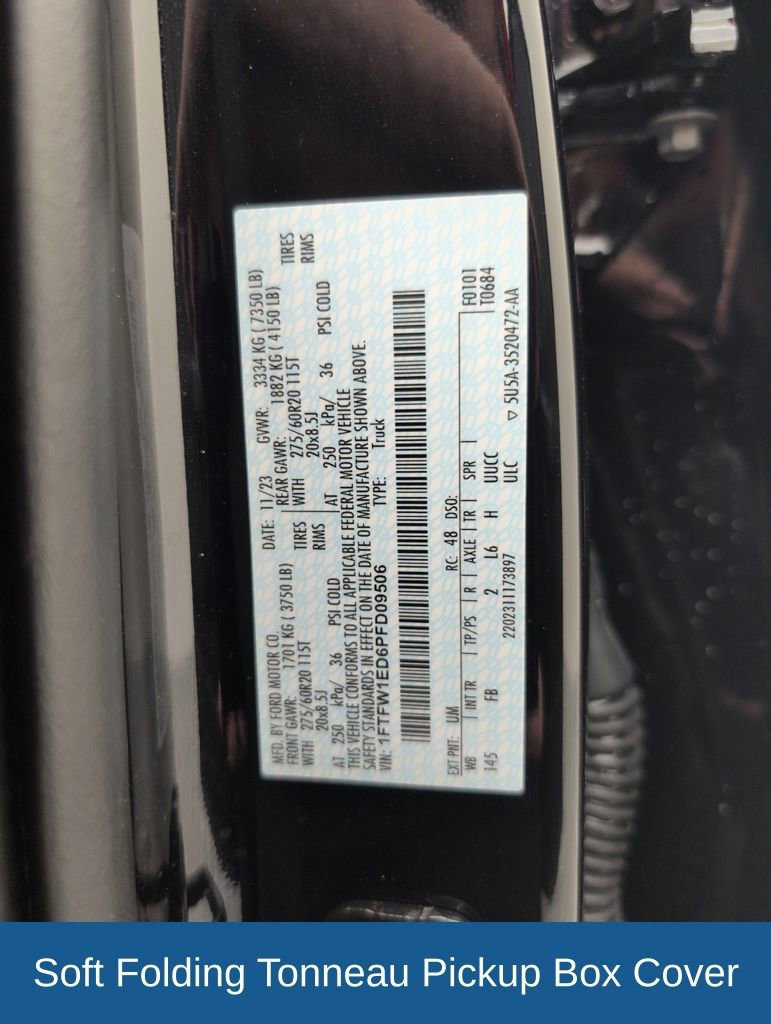 MFD. BY FORD MOTOR CO.
DATE: 11/23 GVWR: 3334 KG ( 7350 LB)
FRONT GAWR: 1701 KG ( 3750 LB) REAR GAWR: 1882 KG ( 4150 LB)
WITH 275/60R20 115T TIRES WITH 275/60R20 115T TIRES
20x8.5J RIMS 20x8.5J RIMS
AT 250 kPa/ 36 PSI COLD AT 250 kPa/ 36 PSI COLD
THIS VEHICLE CONFORMS TO ALL APPLICABLE FEDERAL MOTOR VEHICLE
SAFETY STANDARDS IN EFFECT ON THE DATE OF MANUFACTURE SHOWN ABOVE.
VIN: 1FTFW1ED6PFD09506 TYPE: Truck
EXT PNT: UM RC: 48 DSO:
WB INT TR TP/PS R AXLE TR SPR F0101
145 FB 2 L6 H UUCC T0684
ULC
2202311173897 ▽ 5U5A-3520472-AA
Soft Folding Tonneau Pickup Box Cover